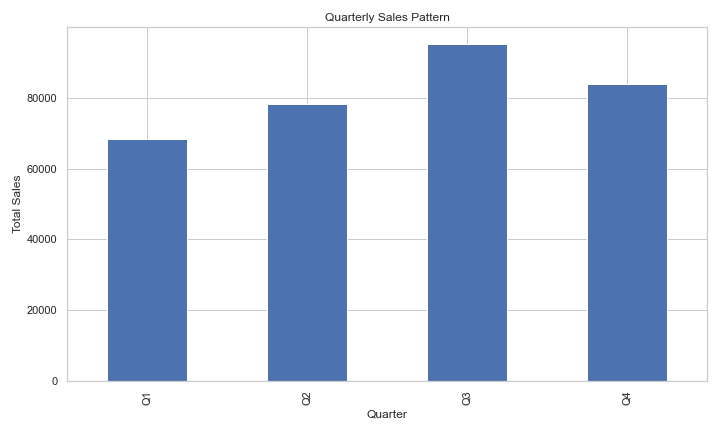 Quarterly Sales Pattern
80000
60000
40000
20000
0
Total Sales
Q1
Q2
Q3
Q4
Quarter